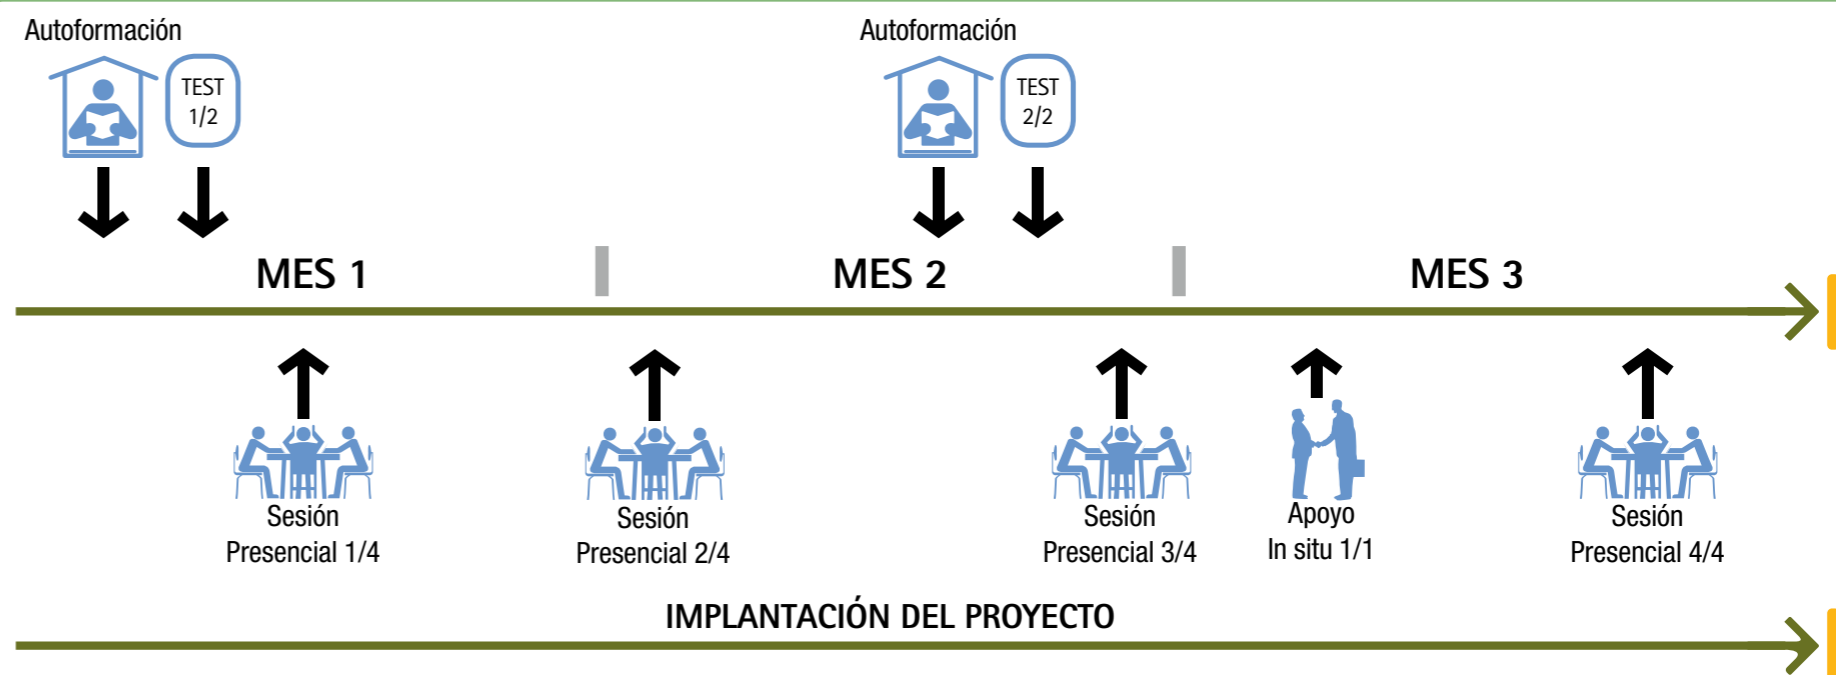 Autoformación
Autoformación
TEST
1/2
TEST
2/2
MES 1
MES 2
MES 3
Sesión
Presencial 1/4
Sesión
Presencial 2/4
Sesión
Presencial 3/4
Apoyo
In situ 1/1
Sesión
Presencial 4/4
IMPLANTACIÓN DEL PROYECTO